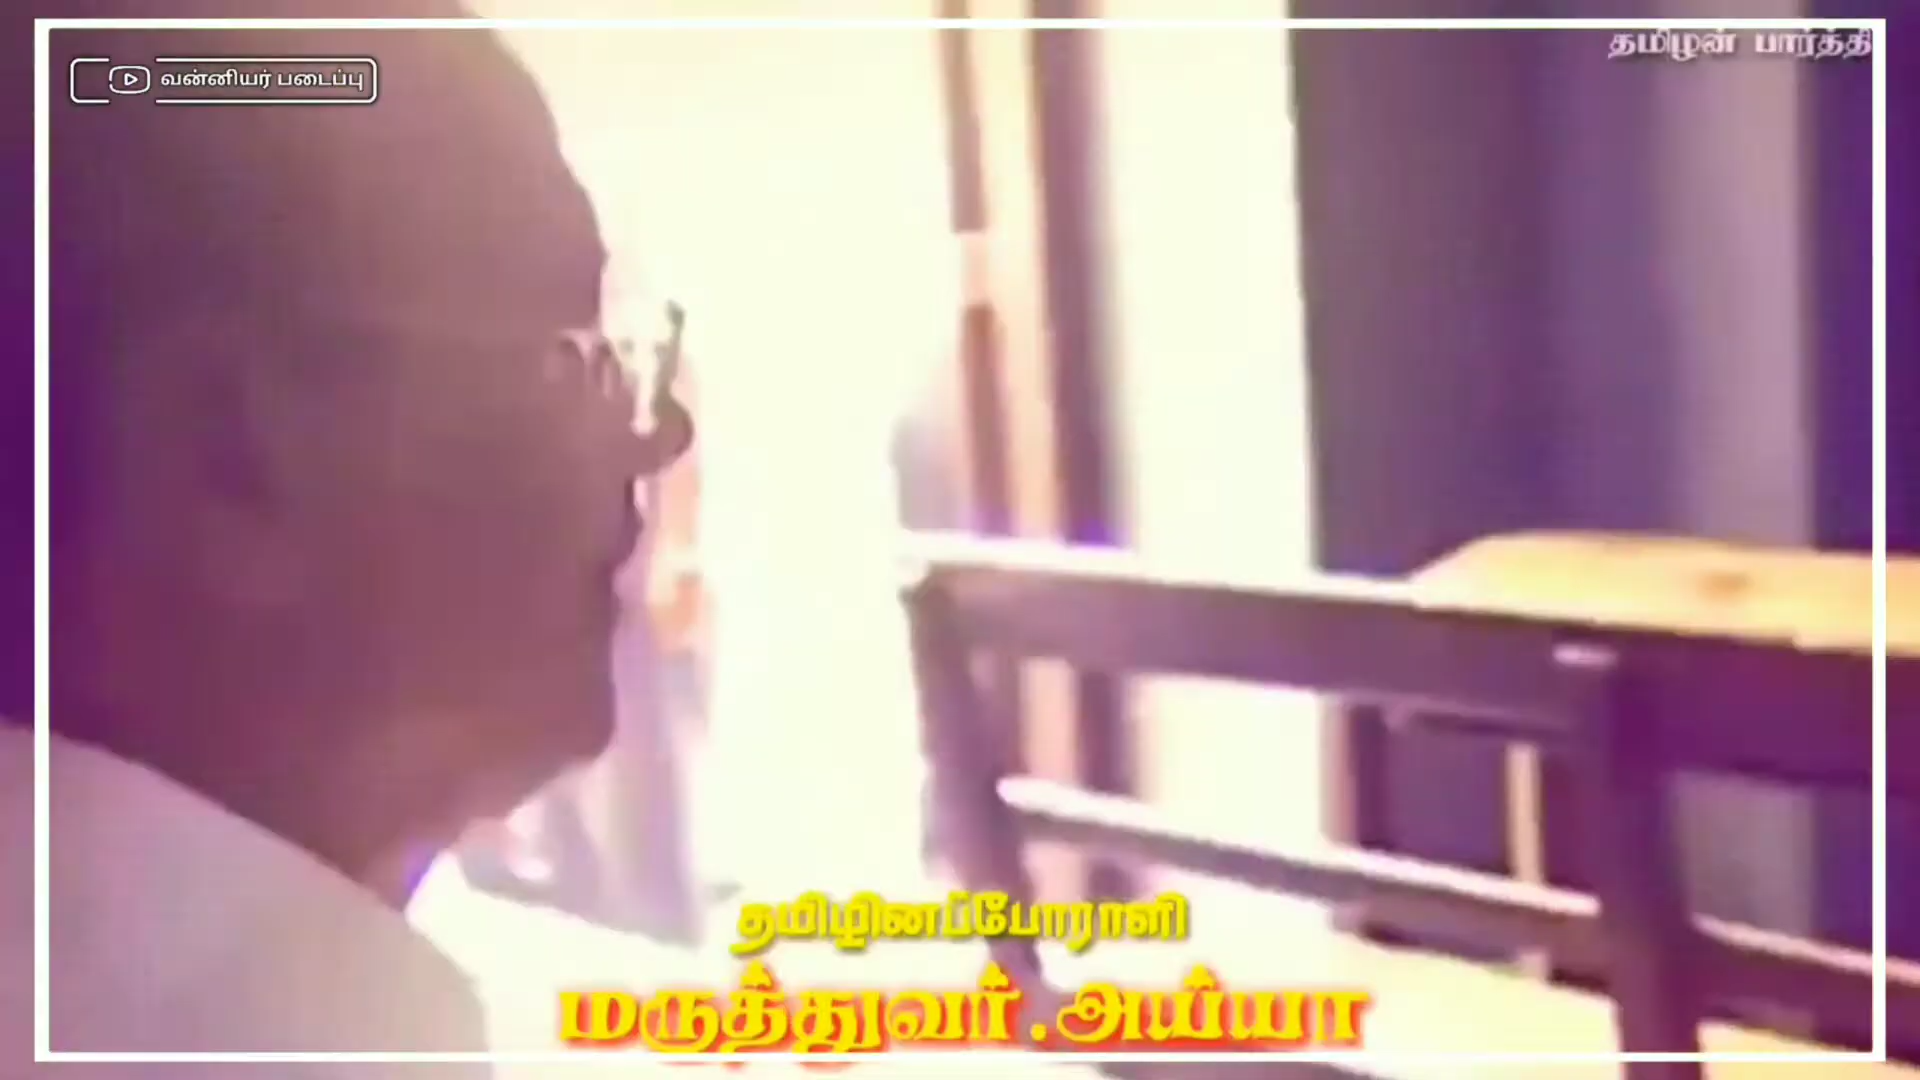 தமிழன் பார்த்தி
வன்னியர் படைப்பு
தமிழினப்போராளி
மருத்துவர்.அய்யா